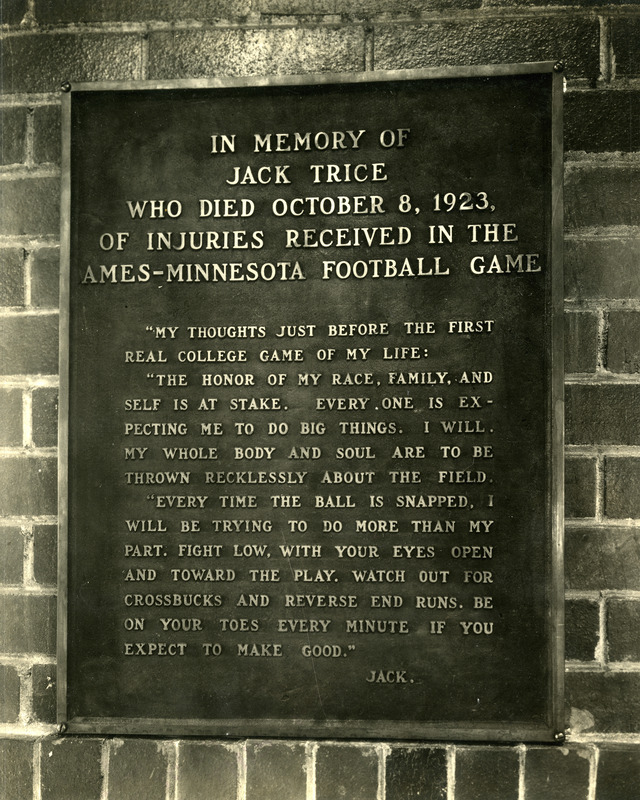 IN MEMORY OF
JACK TRICE
WHO DIED OCTOBER 8, 1923,
OF INJURIES RECEIVED IN THE
AMES-MINNESOTA FOOTBALL GAME
"MY THOUGHTS JUST BEFORE THE FIRST
REAL COLLEGE GAME OF MY LIFE:
"THE HONOR OF MY RACE, FAMILY, AND
SELF IS AT STAKE. EVERY ONE IS EX-
PECTING ME TO DO BIG THINGS. I WILL.
MY WHOLE BODY AND SOUL ARE TO BE
THROWN RECKLESSLY ABOUT THE FIELD.
"EVERY TIME THE BALL IS SNAPPED, I
WILL BE TRYING TO DO MORE THAN MY
PART. FIGHT LOW, WITH YOUR EYES OPEN
AND TOWARD THE PLAY. WATCH OUT FOR
CROSSBUCKS AND REVERSE END RUNS. BE
ON YOUR TOES EVERY MINUTE IF YOU
EXPECT TO MAKE GOOD."
JACK.